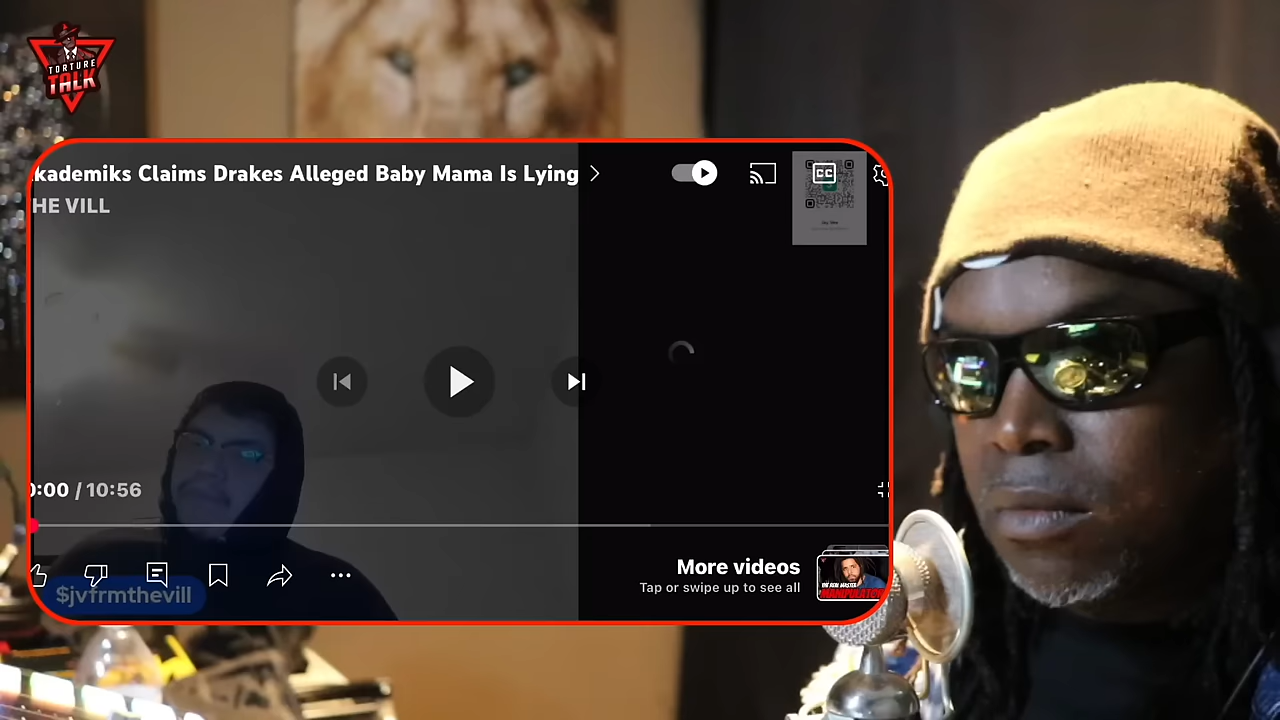 TORTURE
TALK
kademiks Claims Drakes Alleged Baby Mama Is Lying
HE VILL
CC
0:00 / 10:56
More videos
Tap or swipe up to see all
MANIPULATOR
$jvfrmthevill